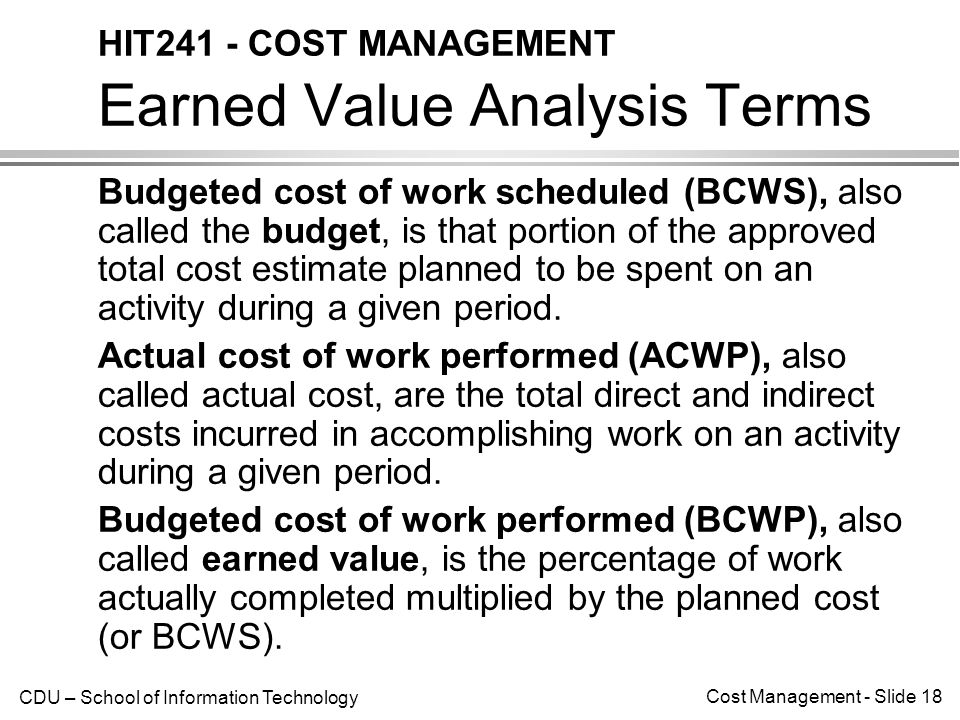 HIT241 - COST MANAGEMENT
Earned Value Analysis Terms
Budgeted cost of work scheduled (BCWS), also
called the budget, is that portion of the approved
total cost estimate planned to be spent on an
activity during a given period.
Actual cost of work performed (ACWP), also
called actual cost, are the total direct and indirect
costs incurred in accomplishing work on an activity
during a given period.
Budgeted cost of work performed (BCWP), also
called earned value, is the percentage of work
actually completed multiplied by the planned cost
(or BCWS).
CDU – School of Information Technology
Cost Management - Slide 18